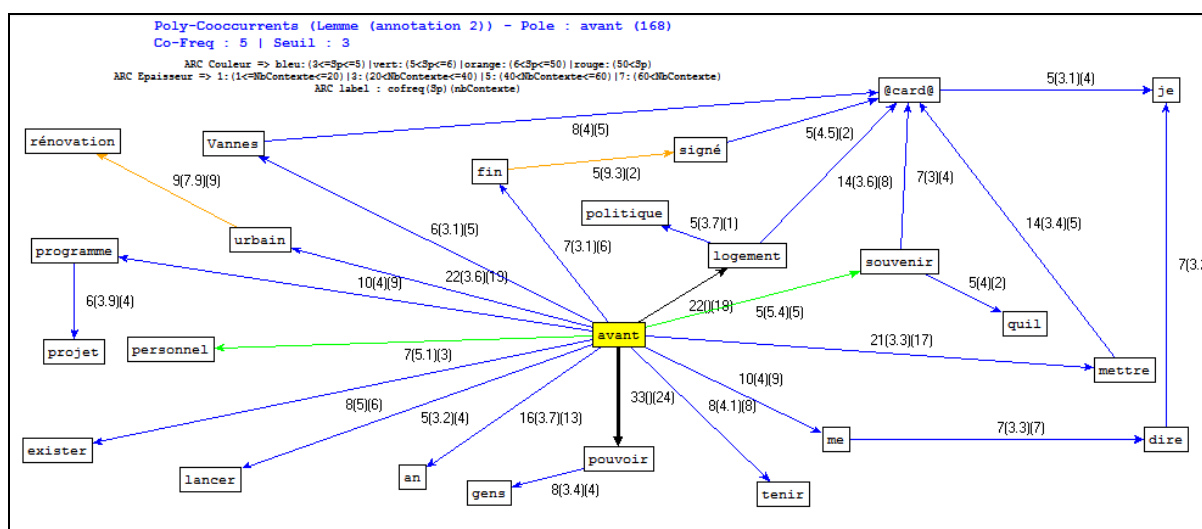 Poly-Cooccurrents (Lemme (annotation 2)) - Pole : avant (168)
Co-Freq : 5 | Seuil : 3
ARC Couleur => bleu:(3<=Sp<=5)|vert:(5<Sp<=6)|orange:(6<Sp<=50)|rouge:(50<Sp)
ARC Epaisseur => 1:(1<=NbContexte<=20)|3:(20<NbContexte<=40)|5:(40<NbContexte<=60)|7:(60<NbContexte)
ARC label : cofreq(Sp)(nbContexte)
@card@
5(3.1)(4)
je
rénovation
Vannes
8(4)(5)
signé
5(4.5)(2)
fin
5(9.3)(2)
9(7.9)(9)
14(3.6)(8)
7(3)(4)
politique
5(3.7)(1)
14(3.4)(5)
urbain
6(3.1)(5)
7(3.1)(6)
programme
logement
souvenir
7(3.
10(4)(9)
22(3.6)(19)
22()(18)
5(5.4)(5)
5(4)(2)
6(3.9)(4)
quil
avant
projet
personnel
7(5.1)(3)
21(3.3)(17)
mettre
8(5)(6)
5(3.2)(4)
16(3.7)(13)
33()(24)
10(4)(9)
8(4.1)(8)
exister
me
7(3.3)(7)
dire
pouvoir
lancer
an
gens
8(3.4)(4)
tenir